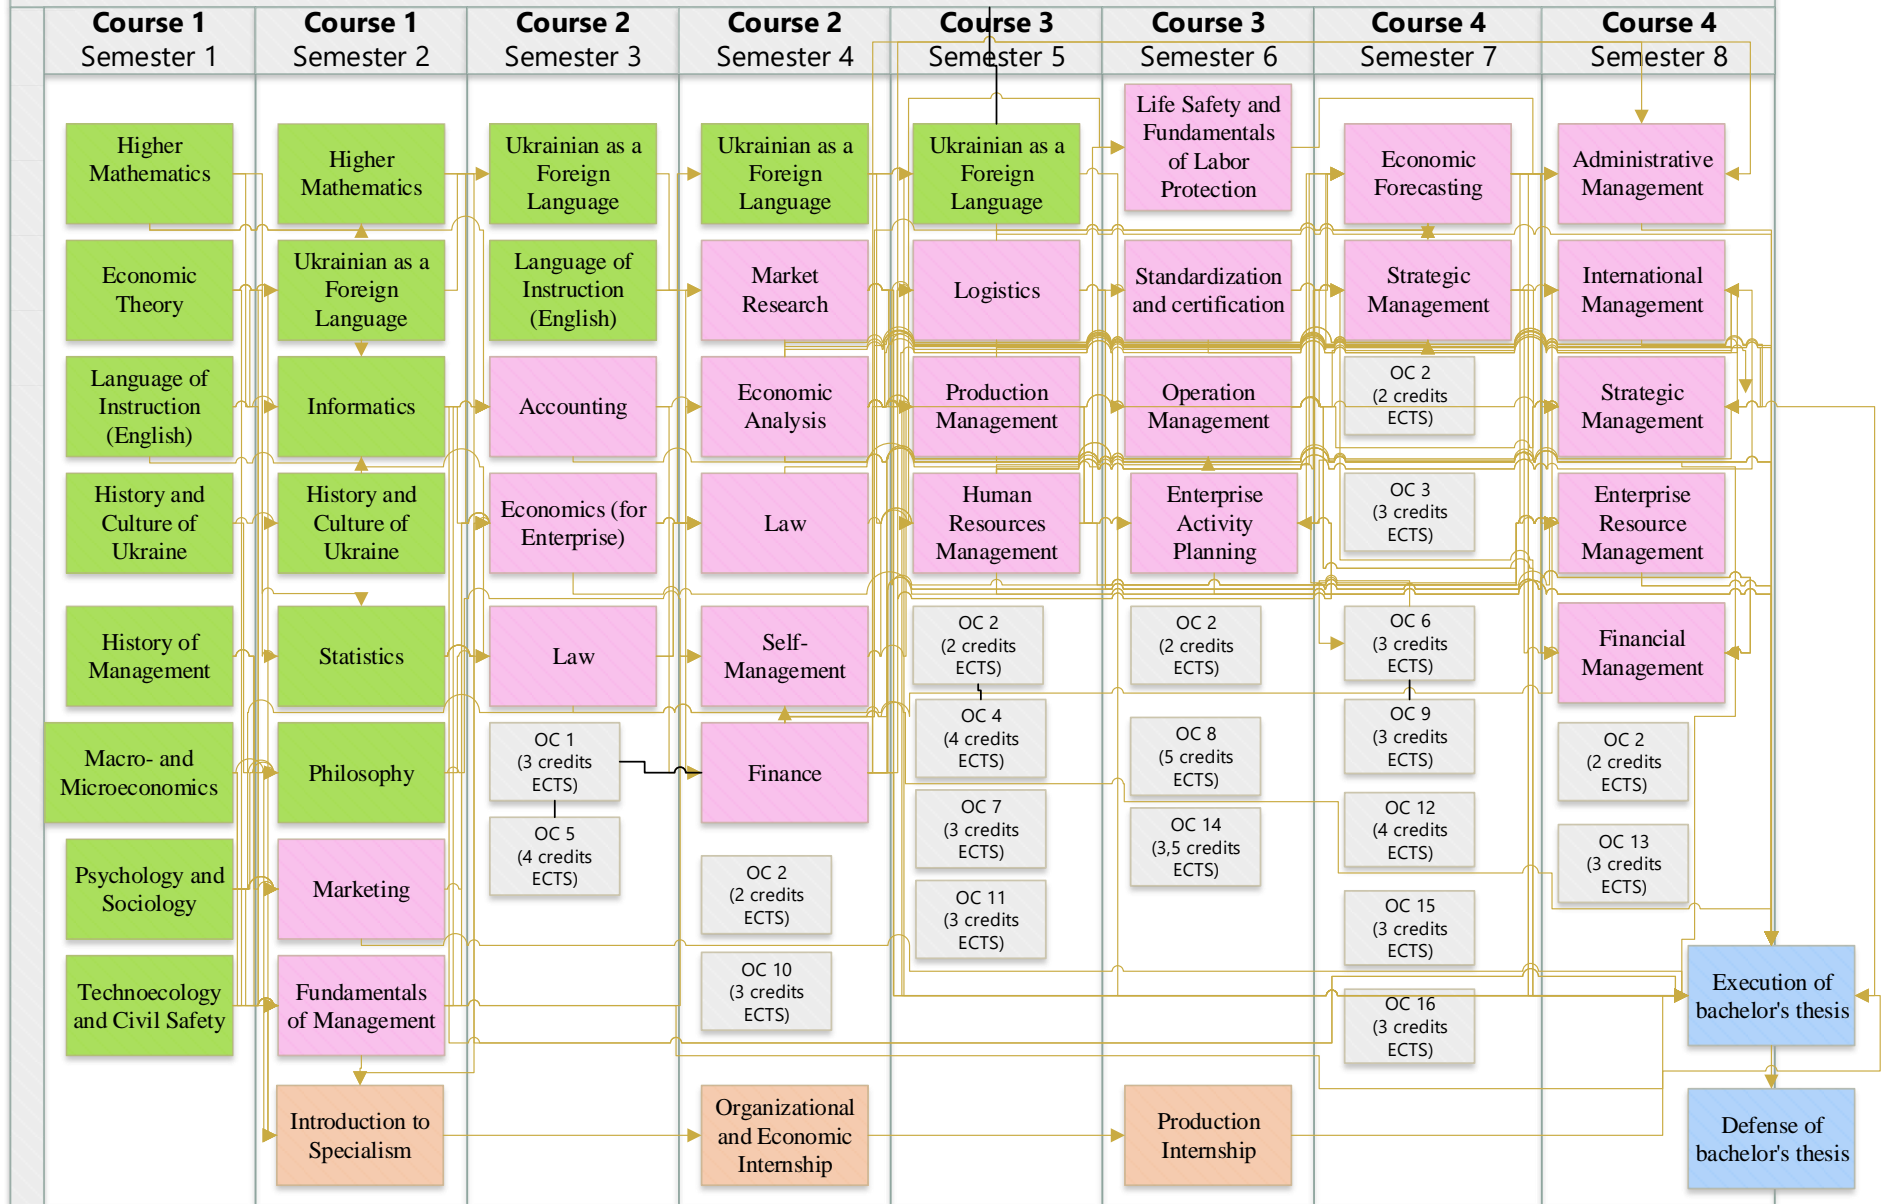 Course 1
Semester 1
Course 1
Semester 2
Course 2
Semester 3
Course 2
Semester 4
Course 3
Semester 5
Course 3
Semester 6
Course 4
Semester 7
Course 4
Semester 8
Higher
Mathematics
Economic
Theory
Language of
Instruction
(English)
History and
Culture of
Ukraine
History of
Management
Macro- and
Microeconomics
Psychology and
Sociology
Technoecology
and Civil Safety
Higher
Mathematics
Ukrainian as a
Foreign
Language
Informatics
History and
Culture of
Ukraine
Statistics
Philosophy
Marketing
Fundamentals
of Management
Introduction to
Specialism
Ukrainian as a
Foreign
Language
Language of
Instruction
(English)
Accounting
Economics (for
Enterprise)
Law
OC 1
(3 credits
ECTS)
OC 5
(4 credits
ECTS)
Ukrainian as a
Foreign
Language
Market
Research
Economic
Analysis
Law
Self-
Management
Finance
OC 2
(2 credits
ECTS)
OC 10
(3 credits
ECTS)
Organizational
and Economic
Internship
Ukrainian as a
Foreign
Language
Logistics
Production
Management
Human
Resources
Management
OC 2
(2 credits
ECTS)
OC 4
(4 credits
ECTS)
OC 7
(3 credits
ECTS)
OC 11
(3 credits
ECTS)
Life Safety and
Fundamentals
of Labor
Protection
Standardization
and certification
Operation
Management
Enterprise
Activity
Planning
OC 2
(2 credits
ECTS)
OC 8
(5 credits
ECTS)
OC 14
(3,5 credits
ECTS)
Production
Internship
Economic
Forecasting
Strategic
Management
OC 2
(2 credits
ECTS)
OC 3
(3 credits
ECTS)
OC 6
(3 credits
ECTS)
OC 9
(3 credits
ECTS)
OC 12
(4 credits
ECTS)
OC 15
(3 credits
ECTS)
OC 16
(3 credits
ECTS)
Administrative
Management
International
Management
Strategic
Management
Enterprise
Resource
Management
Financial
Management
OC 2
(2 credits
ECTS)
OC 13
(3 credits
ECTS)
Execution of
bachelor's thesis
Defense of
bachelor's thesis